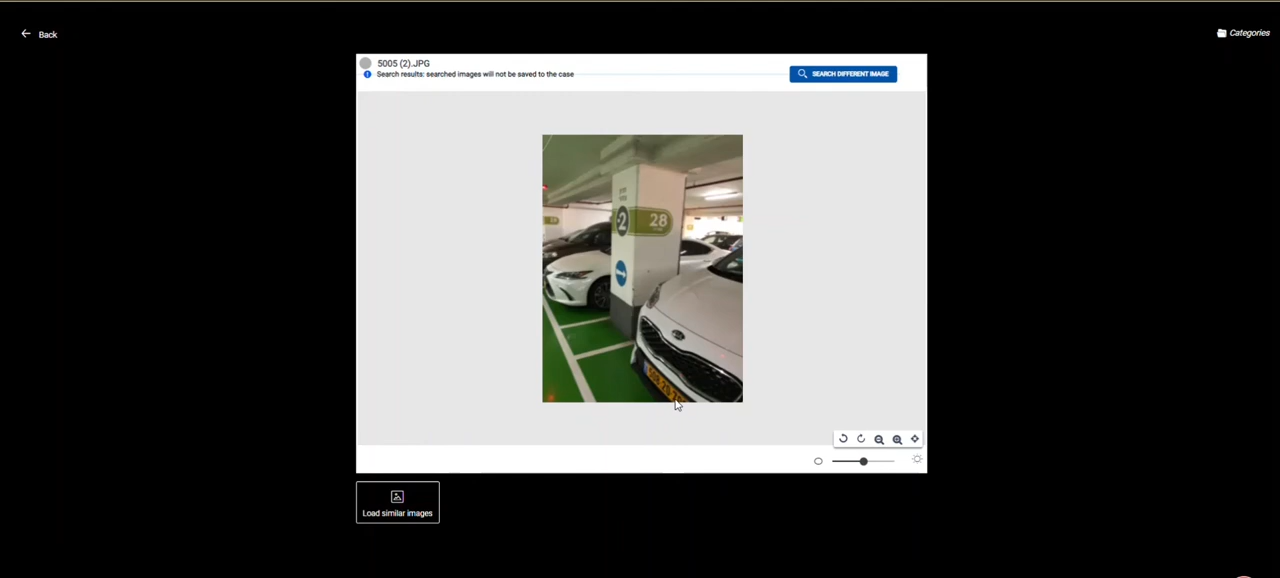 Back
Categories
5005 (2).JPG
Search results: searched images will not be saved to the case
SEARCH DIFFERENT IMAGE
-2
28
Load similar images